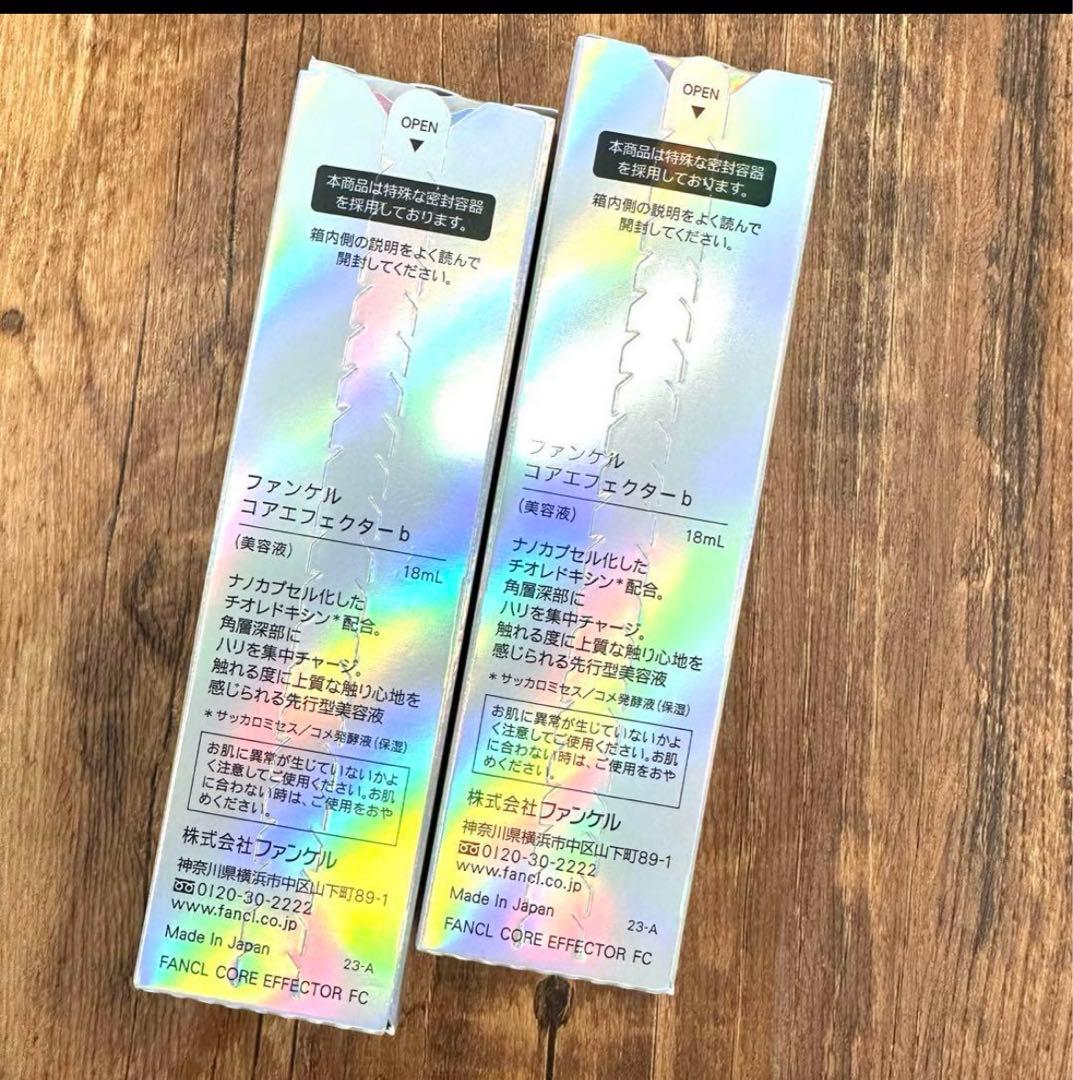 OPEN
本商品は特殊な密封容器
を採用しております。
箱内側の説明をよく読んで
開封してください。
ファンケル
コアエフェクターb
(美容液)
18mL
ナノカプセル化した
チオレドキシン*配合。
角層深部に
ハリを集中チャージ。
触れる度に上質な触り心地を
感じられる先行型美容液
*サッカロミセス/コメ発酵液(保湿)
お肌に異常が生じていないかよ
く注意してご使用ください。お肌
に合わない時は、ご使用をおや
めください。
株式会社ファンケル
神奈川県横浜市中区山下町89-1
0120-30-2222
www.fancl.co.jp
Made In Japan
23-A
FANCL CORE EFFECTOR FC
OPEN
本商品は特殊な密封容器
を採用しております。
箱内側の説明をよく読んで
開封してください。
ファンケル
コアエフェクターb
(美容液)
18mL
ナノカプセル化した
チオレドキシン*配合。
角層深部に
ハリを集中チャージ。
触れる度に上質な触り心地を
感じられる先行型美容液
*サッカロミセス/コメ発酵液(保湿)
お肌に異常が生じていないかよ
く注意してご使用ください。お肌
に合わない時は、ご使用をおや
めください。
株式会社ファンケル
神奈川県横浜市中区山下町89-1
0120-30-2222
www.fancl.co.jp
Made In Japan
23-A
FANCL CORE EFFECTOR FC